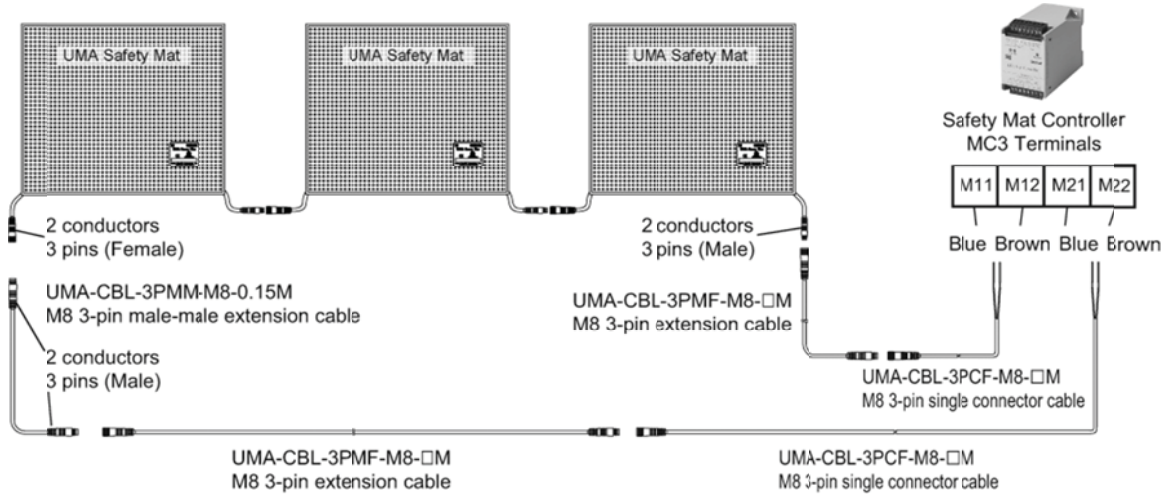 UMA Safety Mat
UMA Safety Mat
UMA Safety Mat
Safety Mat Controller
MC3 Terminals
M11 M12 M21 M22
Blue Brown Blue Brown
2 conductors
3 pins (Female)
2 conductors
3 pins (Male)
UMA-CBL-3PMM-M8-0.15M
M8 3-pin male-male extension cable
UMA-CBL-3PMF-M8-□M
M8 3-pin extension cable
2 conductors
3 pins (Male)
UMA-CBL-3PCF-M8-□M
M8 3-pin single connector cable
UMA-CBL-3PMF-M8-□M
M8 3-pin extension cable
UMA-CBL-3PCF-M8-□M
M8 3-pin single connector cable